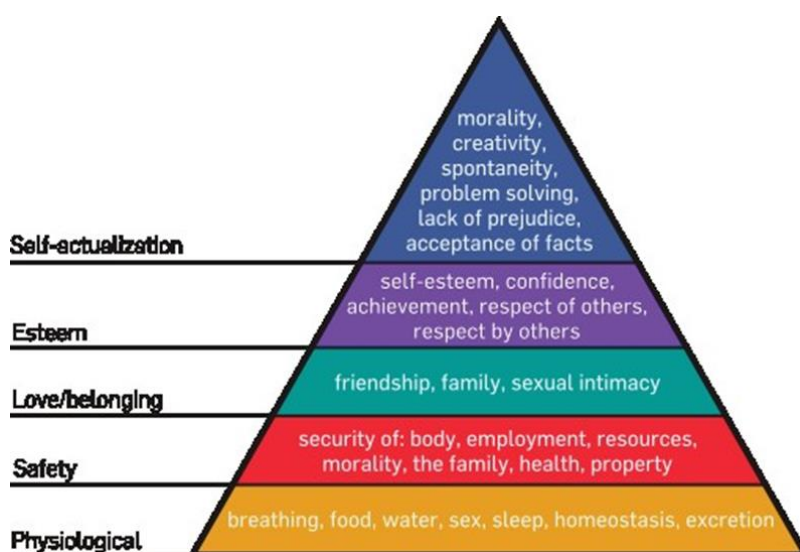 morality,
creativity,
spontaneity,
problem solving,
lack of prejudice,
acceptance of facts
Self-actualization
self-esteem, confidence,
achievement, respect of others,
respect by others
Esteem
friendship, family, sexual intimacy
Love/belonging
security of: body, employment, resources,
morality, the family, health, property
Safety
breathing, food, water, sex, sleep, homeostasis, excretion
Physiological